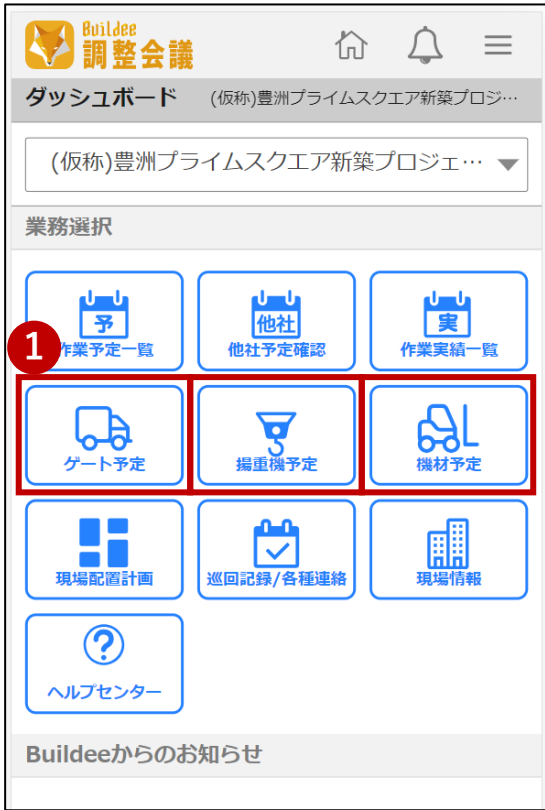 Buildee
調整会議
ダッシュボード (仮称)豊洲プライムスクエア新築プロジ…
(仮称)豊洲プライムスクエア新築プロジェ…
業務選択
予 他社 実
1
作業予定一覧 他社予定確認 作業実績一覧
ゲート予定 揚重機予定 機材予定
現場配置計画 巡回記録/各種連絡 現場情報
?
ヘルプセンター
Buildeeからのお知らせ